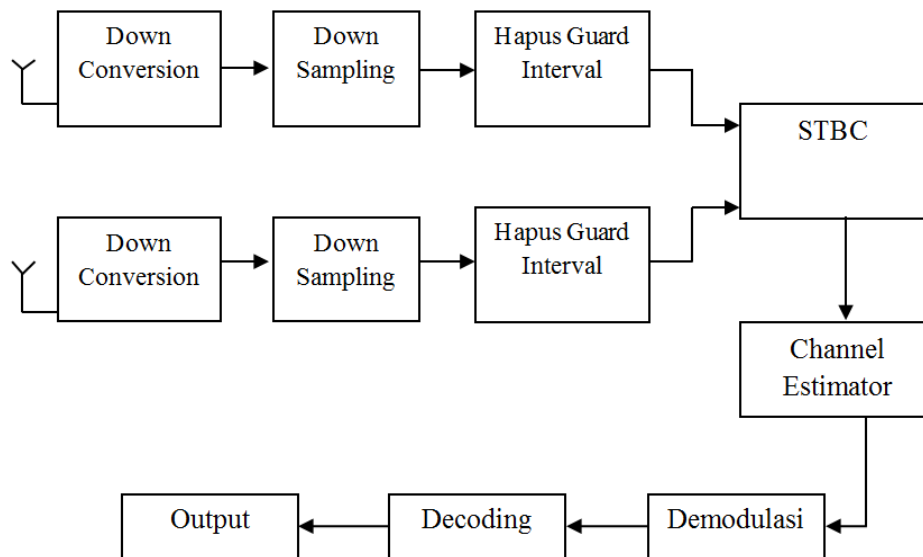 Down
Conversion
Down
Sampling
Hapus Guard
Interval
STBC
Down
Conversion
Down
Sampling
Hapus Guard
Interval
Channel
Estimator
Output
Decoding
Demodulasi